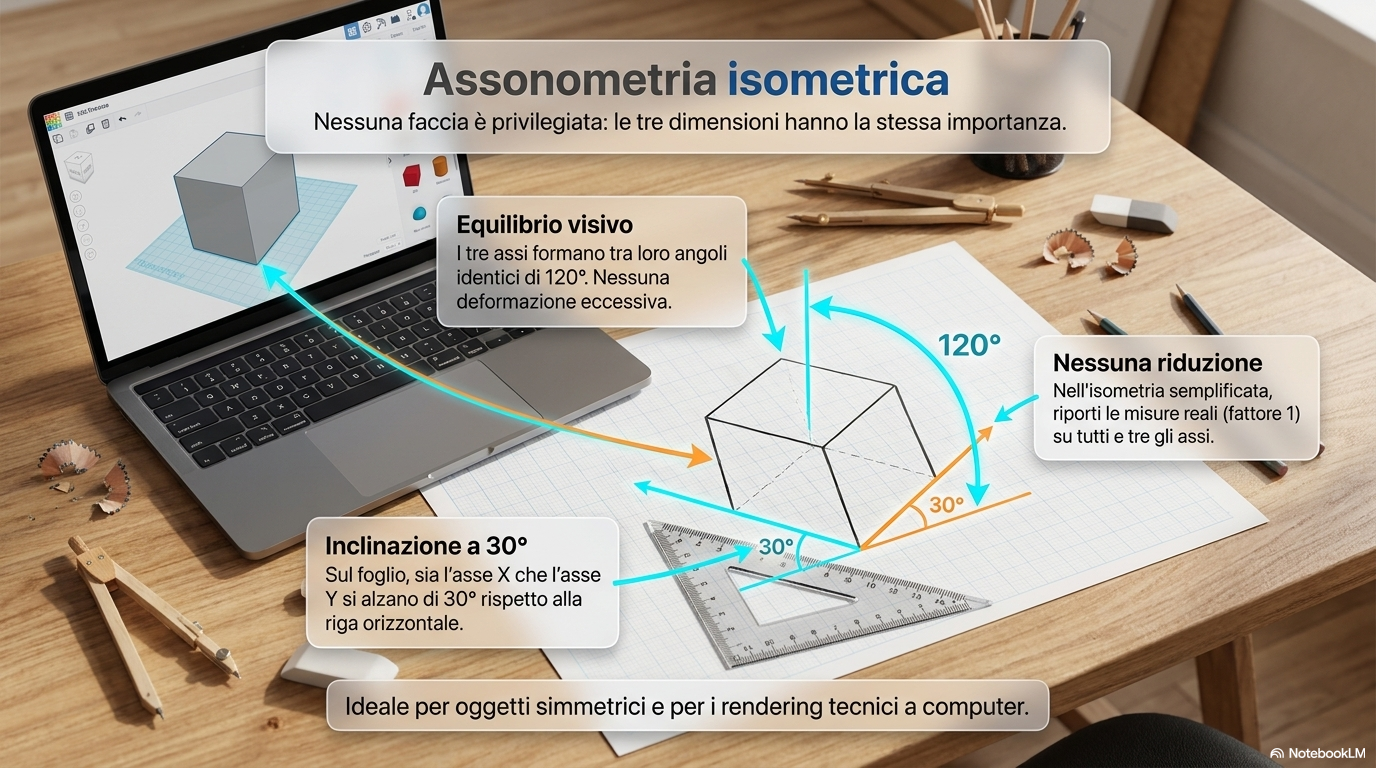 Assonometria isometrica
Nessuna faccia è privilegiata: le tre dimensioni hanno la stessa importanza.
Equilibrio visivo
I tre assi formano tra loro angoli
identici di 120°. Nessuna
deformazione eccessiva.
120°
Nessuna riduzione
Nell'isometria semplificata,
riporti le misure reali (fattore 1)
su tutti e tre gli assi.
30°
30°
Inclinazione a 30°
Sul foglio, sia l'asse X che l'asse
Y si alzano di 30° rispetto alla
riga orizzontale.
Ideale per oggetti simmetrici e per i rendering tecnici a computer.
NotebookLM